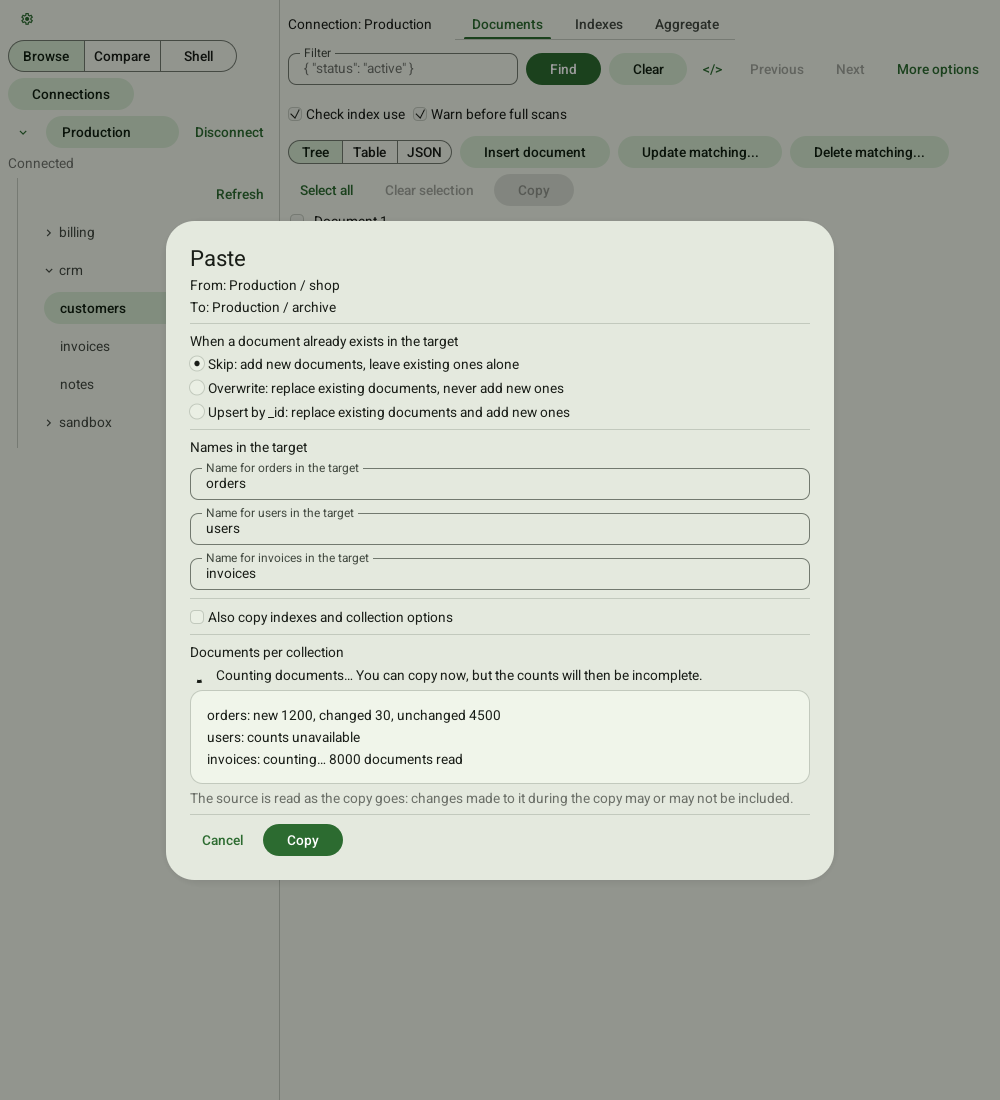 Connection: Production
Documents
Indexes
Aggregate
Browse
Compare
Shell
Filter
{ "status": "active" }
Find
Clear
</>
Previous
Next
More options
Connections
Check index use
Warn before full scans
Production
Disconnect
Connected
Tree
Table
JSON
Insert document
Update matching...
Delete matching...
Refresh
Select all
Clear selection
Copy
Document 1
billing
crm
customers
invoices
notes
sandbox
Paste
From: Production / shop
To: Production / archive
When a document already exists in the target
Skip: add new documents, leave existing ones alone
Overwrite: replace existing documents, never add new ones
Upsert by _id: replace existing documents and add new ones
Names in the target
Name for orders in the target
orders
Name for users in the target
users
Name for invoices in the target
invoices
Also copy indexes and collection options
Documents per collection
Counting documents… You can copy now, but the counts will then be incomplete.
orders: new 1200, changed 30, unchanged 4500
users: counts unavailable
invoices: counting… 8000 documents read
The source is read as the copy goes: changes made to it during the copy may or may not be included.
Cancel
Copy